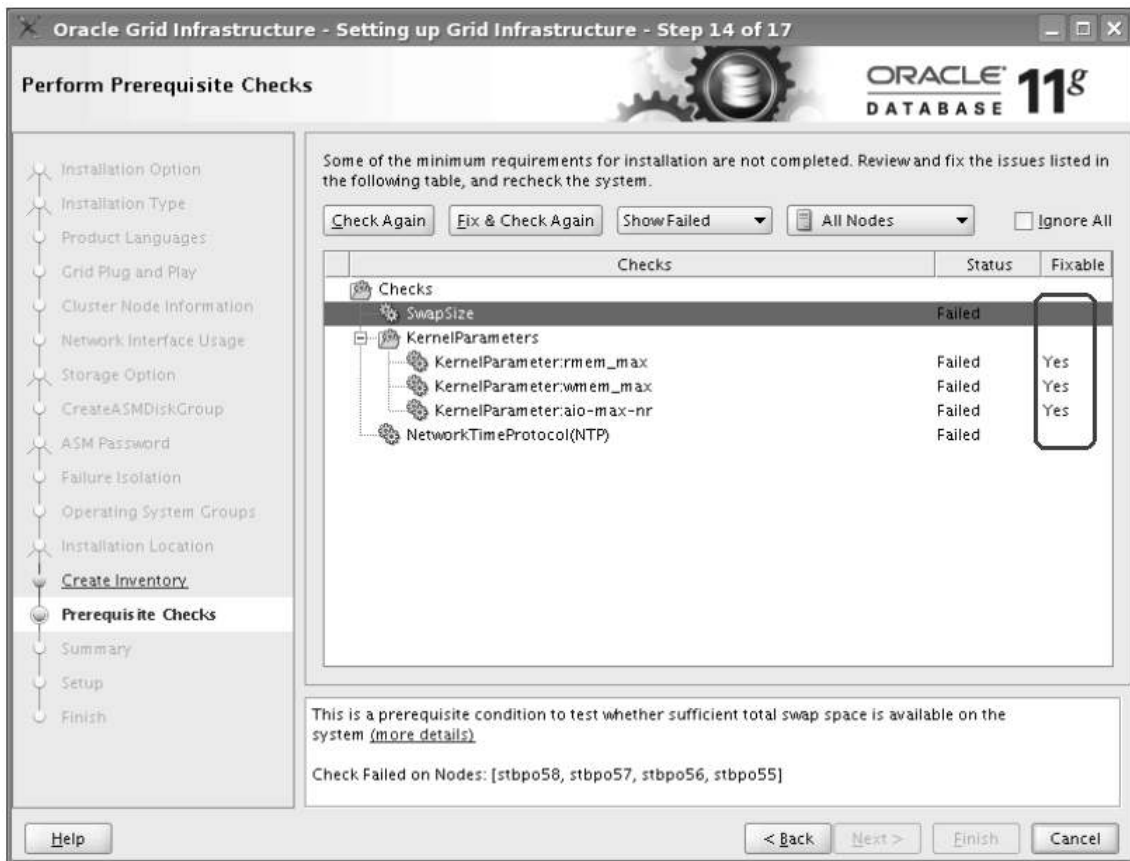 Oracle Grid Infrastructure - Setting up Grid Infrastructure - Step 14 of 17
Perform Prerequisite Checks
ORACLE
DATABASE 11g
Installation Option
Installation Type
Product Languages
Grid Plug and Play
Cluster Node Information
Network Interface Usage
Storage Option
CreateASMDiskGroup
ASM Password
Failure Isolation
Operating System Groups
Installation Location
Create Inventory
Prerequisite Checks
Summary
Setup
Finish
Some of the minimum requirements for installation are not completed. Review and fix the issues listed in
the following table, and recheck the system.
Check Again Fix & Check Again Show Failed All Nodes Ignore All
Checks Status Fixable
Checks
SwapSize Failed
KernelParameters
KernelParameter:rmem_max Failed Yes
KernelParameter:wmem_max Failed Yes
KernelParameter:aio-max-nr Failed Yes
NetworkTimeProtocol(NTP) Failed
This is a prerequisite condition to test whether sufficient total swap space is available on the
system (more details)
Check Failed on Nodes: [stbpo58, stbpo57, stbpo56, stbpo55]
Help < Back Next > Finish Cancel